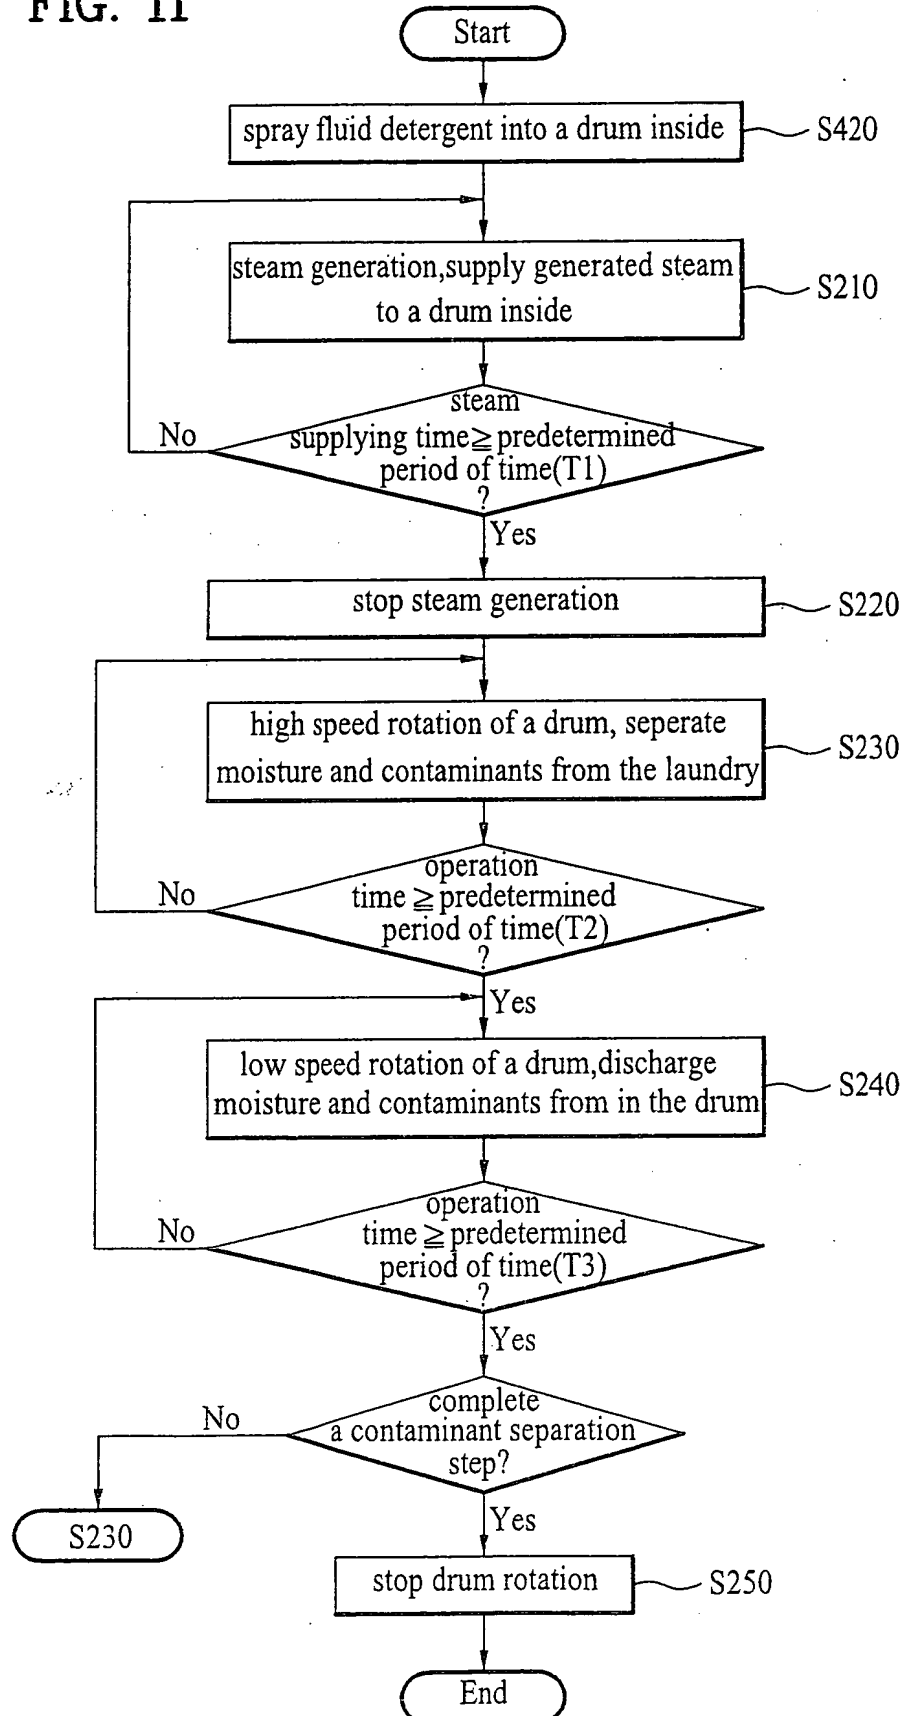 FIG. 11
Start
spray fluid detergent into a drum inside
S420
steam generation,supply generated steam
to a drum inside
S210
steam
supplying time≧predetermined
period of time(T1)
?
No
Yes
stop steam generation
S220
high speed rotation of a drum, seperate
moisture and contaminants from the laundry
S230
operation
time≧predetermined
period of time(T2)
?
No
Yes
low speed rotation of a drum,discharge
moisture and contaminants from in the drum
S240
operation
time≧predetermined
period of time(T3)
?
No
Yes
complete
a contaminant separation
step?
No
S230
Yes
stop drum rotation
S250
End